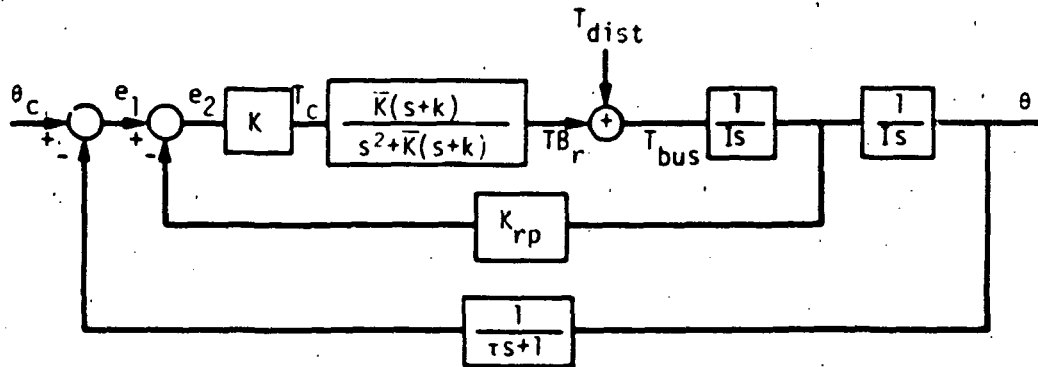 T_dist
θ_c
+
-
e_1
+
-
e_2
K
T_c
K̅(s+k)
s²+K̅(s+k)
TB_r
+
T_bus
1
Is
1
Is
θ
K_rp
1
τs+1